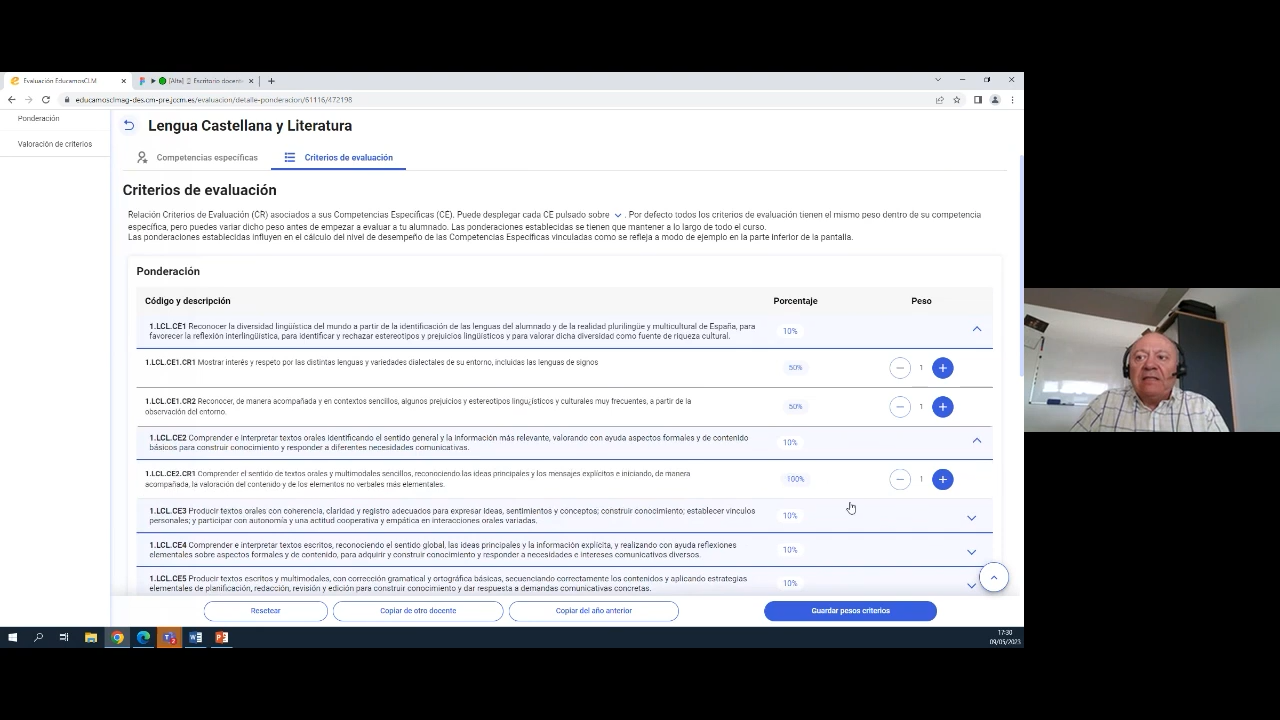 Evaluación EducamosCLM
[Alfa]
Escritorio docent
educamosclmag-des.cm-pre.jccm.es/evaluacion/detalle-ponderacion/61116/472198
Ponderación
Valoración de criterios
Lengua Castellana y Literatura
Competencias específicas
Criterios de evaluación
Criterios de evaluación
Relación Criterios de Evaluación (CR) asociados a sus Competencias Específicas (CE). Puede desplegar cada CE pulsado sobre . Por defecto todos los criterios de evaluación tienen el mismo peso dentro de su competencia
específica, pero puedes variar dicho peso antes de empezar a evaluar a tu alumnado. Las ponderaciones establecidas se tienen que mantener a lo largo de todo el curso.
Las ponderaciones establecidas influyen en el cálculo del nivel de desempeño de las Competencias Específicas vinculadas como se refleja a modo de ejemplo en la parte inferior de la pantalla.
Ponderación
Código y descripción Porcentaje Peso
1.LCL.CE1 Reconocer la diversidad lingüística del mundo a partir de la identificación de las lenguas del alumnado y de la realidad plurilingüe y multicultural de España, para
favorecer la reflexión interlingüística, para identificar y rechazar estereotipos y prejuicios lingüísticos y para valorar dicha diversidad como fuente de riqueza cultural.
10%
1.LCL.CE1.CR1 Mostrar interés y respeto por las distintas lenguas y variedades dialectales de su entorno, incluidas las lenguas de signos
50% − 1 +
1.LCL.CE1.CR2 Reconocer, de manera acompañada y en contextos sencillos, algunos prejuicios y estereotipos lingu¿ísticos y culturales muy frecuentes, a partir de la
observación del entorno.
50% − 1 +
1.LCL.CE2 Comprender e interpretar textos orales identificando el sentido general y la información más relevante, valorando con ayuda aspectos formales y de contenido
básicos para construir conocimiento y responder a diferentes necesidades comunicativas.
10%
1.LCL.CE2.CR1 Comprender el sentido de textos orales y multimodales sencillos, reconociendo las ideas principales y los mensajes explícitos e iniciando, de manera
acompañada, la valoración del contenido y de los elementos no verbales más elementales.
100% − 1 +
1.LCL.CE3 Producir textos orales con coherencia, claridad y registro adecuados para expresar ideas, sentimientos y conceptos; construir conocimiento; establecer vínculos
personales; y participar con autonomía y una actitud cooperativa y empática en interacciones orales variadas.
10%
1.LCL.CE4 Comprender e interpretar textos escritos, reconociendo el sentido global, las ideas principales y la información explícita, y realizando con ayuda reflexiones
elementales sobre aspectos formales y de contenido, para adquirir y construir conocimiento y responder a necesidades e intereses comunicativos diversos.
10%
1.LCL.CE5 Producir textos escritos y multimodales, con corrección gramatical y ortográfica básicas, secuenciando correctamente los contenidos y aplicando estrategias
elementales de planificación, redacción, revisión y edición para construir conocimiento y dar respuesta a demandas comunicativas concretas.
10%
Resetear
Copiar de otro docente
Copiar del año anterior
Guardar pesos criterios
17:30
09/05/2023